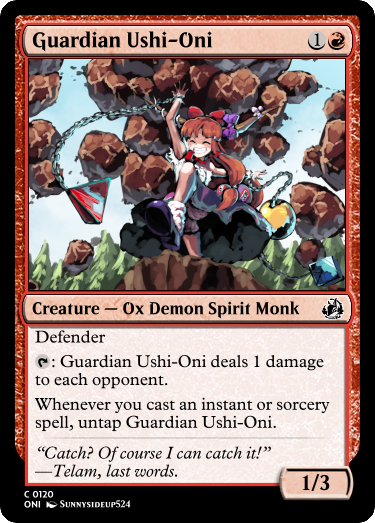 Guardian Ushi-Oni 1
Creature — Ox Demon Spirit Monk
Defender
: Guardian Ushi-Oni deals 1 damage
to each opponent.
Whenever you cast an instant or sorcery
spell, untap Guardian Ushi-Oni.
“Catch? Of course I can catch it!”
—Telam, last words.
1/3
C 0120
ONI Sunnysideup524